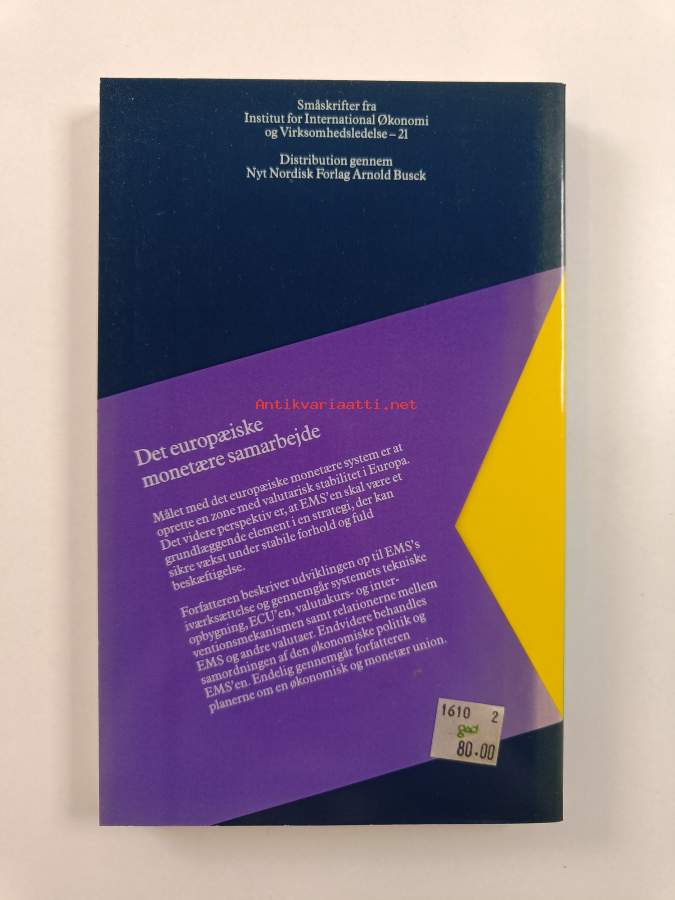 Småskrifter fra
Institut for International Økonomi
og Virksomhedsledelse – 21
Distribution gennem
Nyt Nordisk Forlag Arnold Busck
Antikvariaatti.net
Det europæiske
monetære samarbejde
Målet med det europæiske monetære system er at
oprette en zone med valutarisk stabilitet i Europa.
Det videre perspektiv er, at EMS'en skal være et
grundlæggende element i en strategi, der kan
sikre vækst under stabile forhold og fuld
beskæftigelse.
Forfatteren beskriver udviklingen op til EMS's
iværksættelse og gennemgår systemets tekniske
opbygning, ECU'en, valutakurs- og inter-
ventionsmekanismen samt relationerne mellem
EMS og andre valutaer. Endvidere behandles
samordningen af den økonomiske politik og
EMS'en. Endelig gennemgår forfatteren
planerne om en økonomisk og monetær union.
1610 2
god
80.00